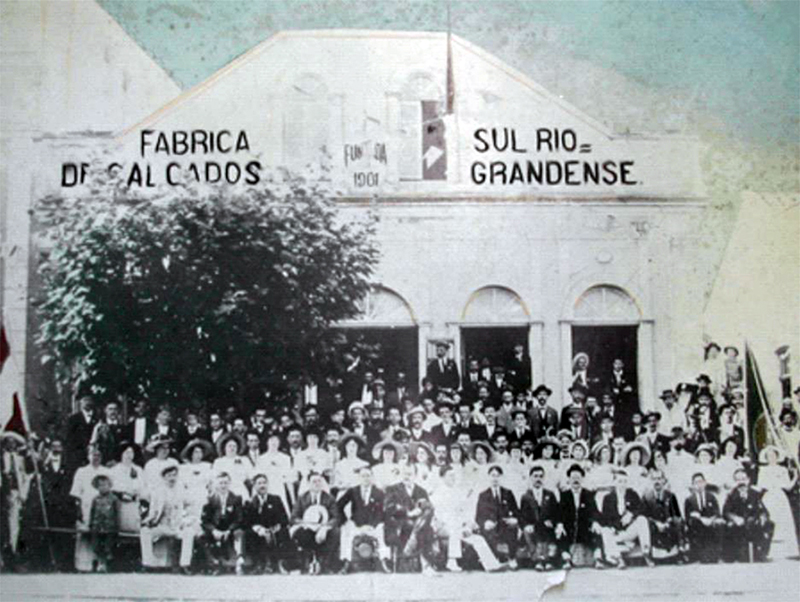 FABRICA
DE CALCADOS
FUNDADA
1901
SUL RIO=
GRANDENSE.